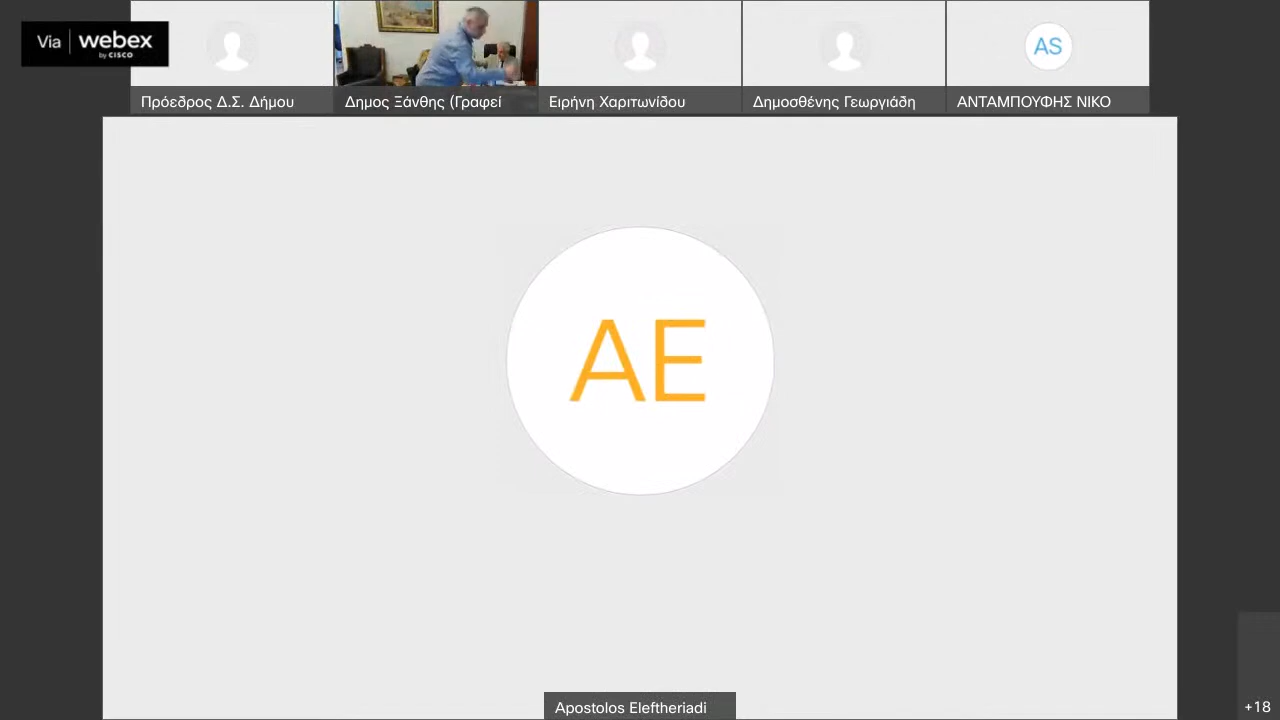 Via webex
by CISCO
Πρόεδρος Δ.Σ. Δήμου
Δημος Ξάνθης (Γραφεί
Ειρήνη Χαριτωνίδου
Δημοσθένης Γεωργιάδη
AS
ΑΝΤΑΜΠΟΥΦΗΣ ΝΙΚΟ
AE
Apostolos Eleftheriadi
+18